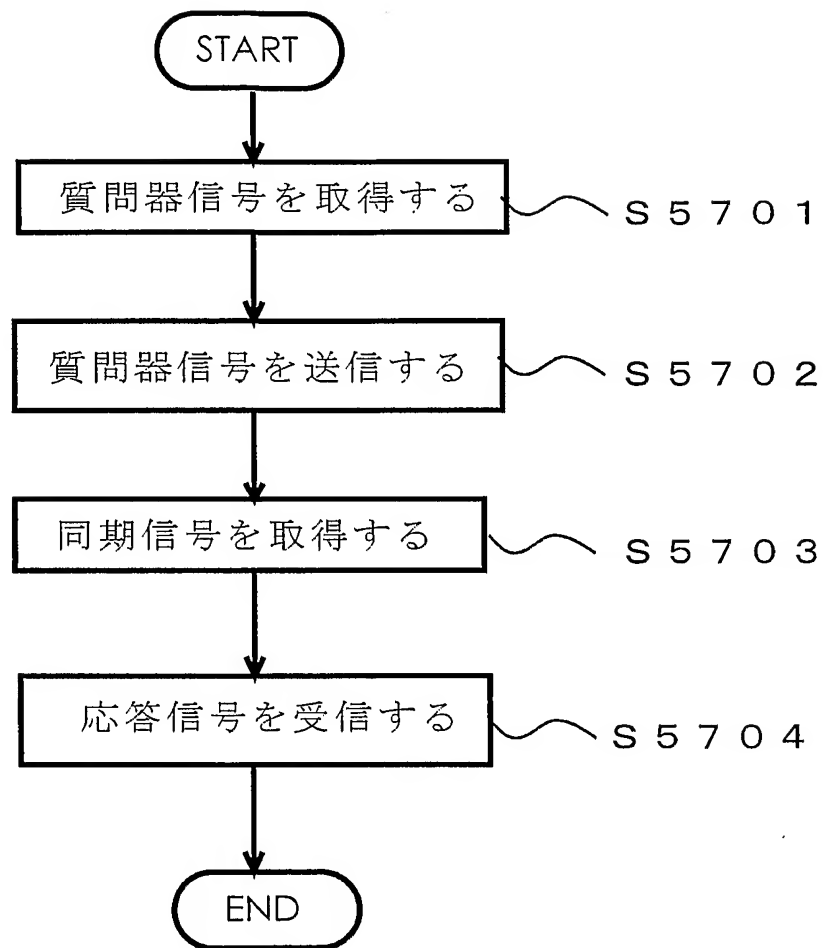 START
質問器信号を取得する
S5701
質問器信号を送信する
S5702
同期信号を取得する
S5703
応答信号を受信する
S5704
END